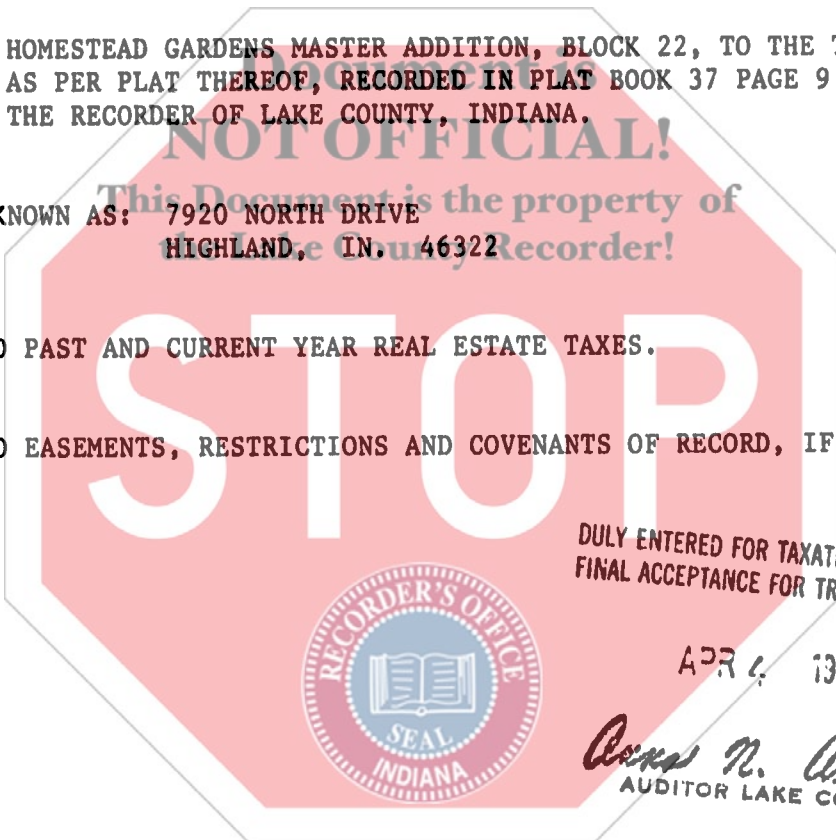 HOMESTEAD GARDENS MASTER ADDITION, BLOCK 22, TO THE
AS PER PLAT THEREOF, RECORDED IN PLAT BOOK 37 PAGE 9
THE RECORDER OF LAKE COUNTY, INDIANA.
Document is
NOT OFFICIAL!
This Document is the property of
the Lake County Recorder!
KNOWN AS: 7920 NORTH DRIVE
HIGHLAND, IN. 46322
PAST AND CURRENT YEAR REAL ESTATE TAXES.
STOP
EASEMENTS, RESTRICTIONS AND COVENANTS OF RECORD, IF
DULY ENTERED FOR TAXAT
FINAL ACCEPTANCE FOR TR
APR 4
N.
AUDITOR LAKE CO
RECORDER'S OFFICE
SEAL
INDIANA